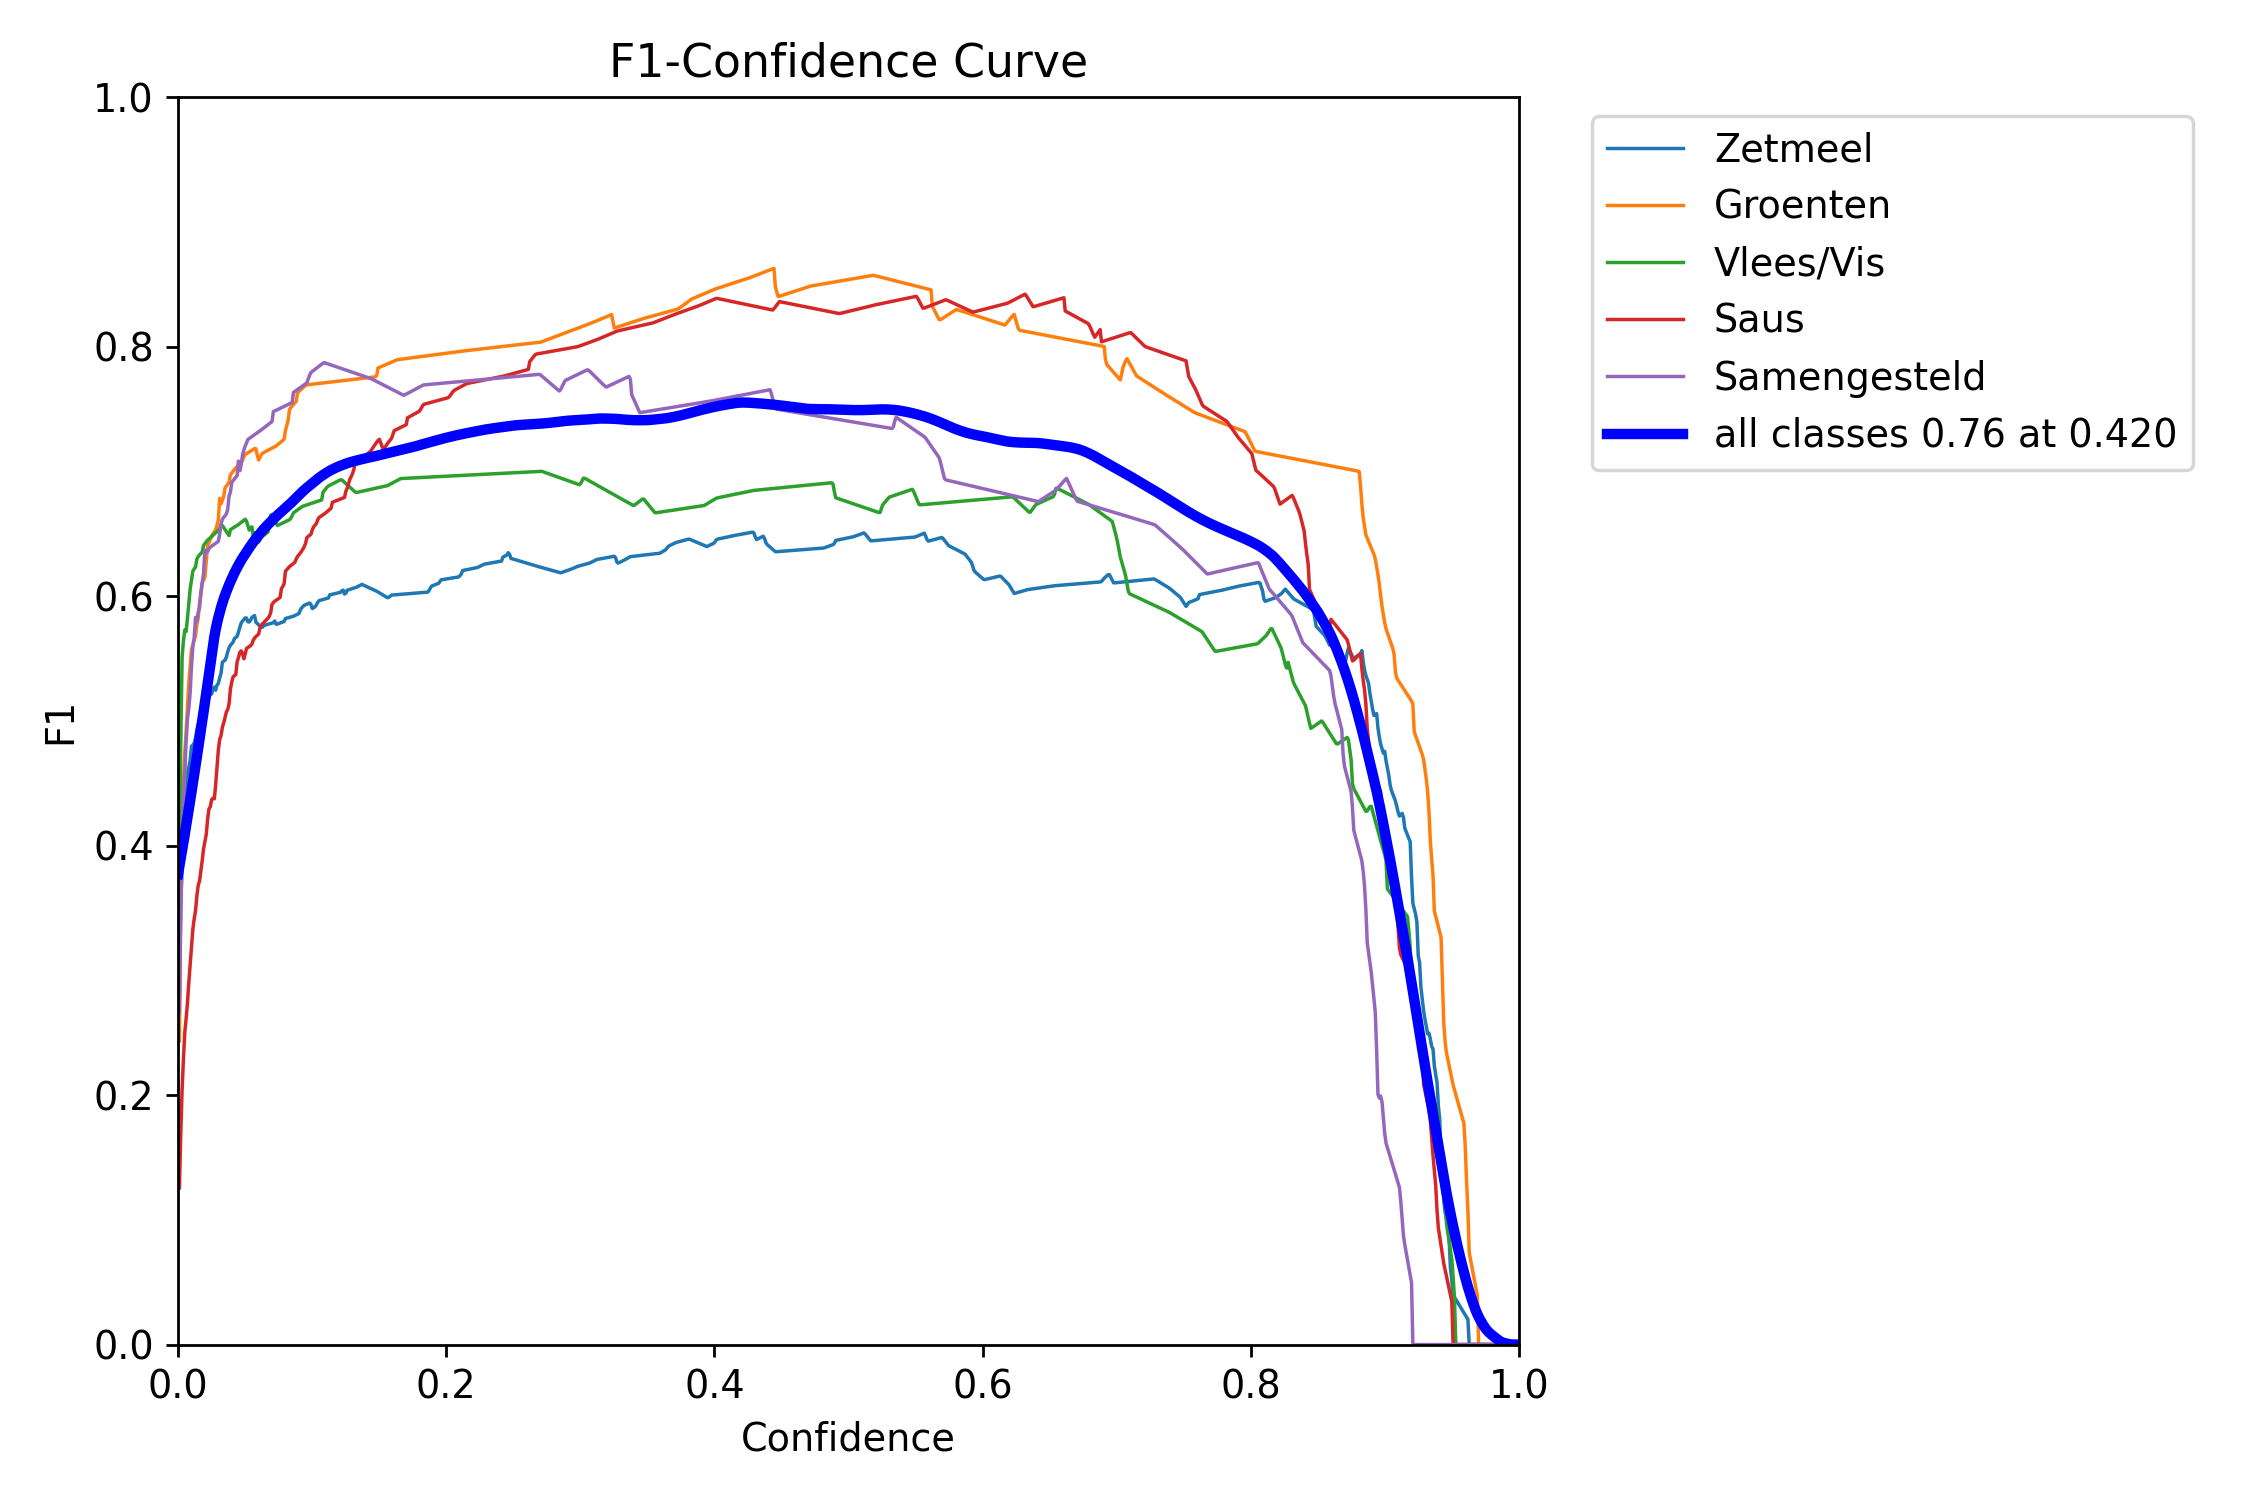 F1-Confidence Curve
1.0
0.8
0.6
0.4
0.2
0.0
F1
0.0 0.2 0.4 0.6 0.8 1.0
Confidence
Zetmeel
Groenten
Vlees/Vis
Saus
Samengesteld
all classes 0.76 at 0.420